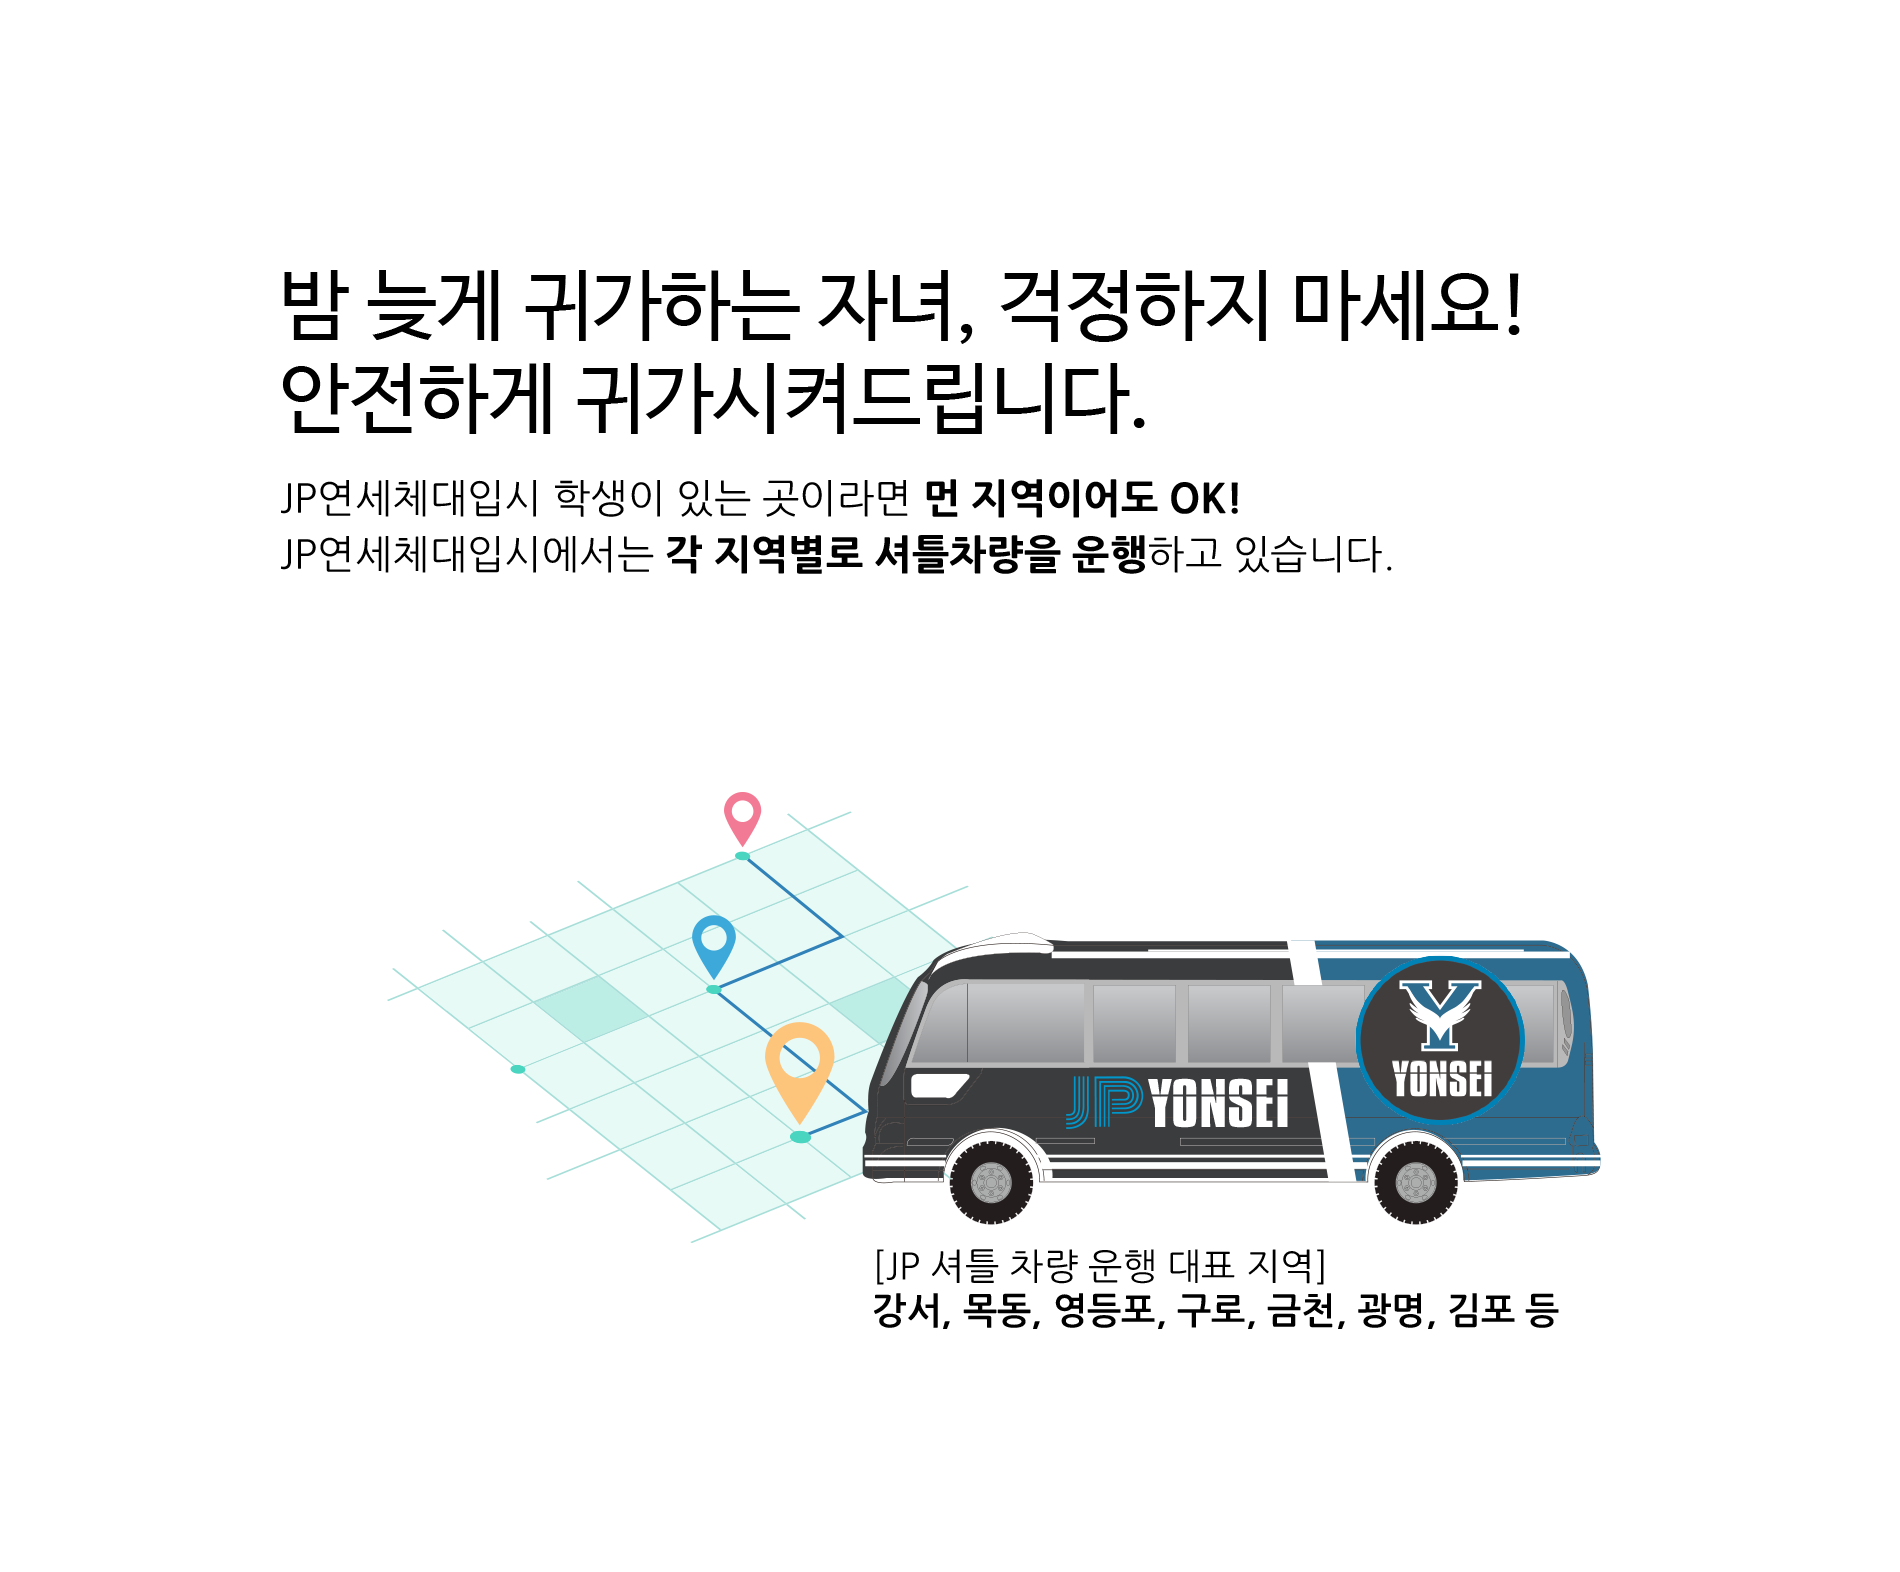 밤 늦게 귀가하는 자녀, 걱정하지 마세요!
안전하게 귀가시켜드립니다.
JP연세체대입시 학생이 있는 곳이라면 먼 지역이어도 OK!
JP연세체대입시에서는 각 지역별로 셔틀차량을 운행하고 있습니다.
Y
YONSEI
JP YONSEI
[JP 셔틀 차량 운행 대표 지역]
강서, 목동, 영등포, 구로, 금천, 광명, 김포 등